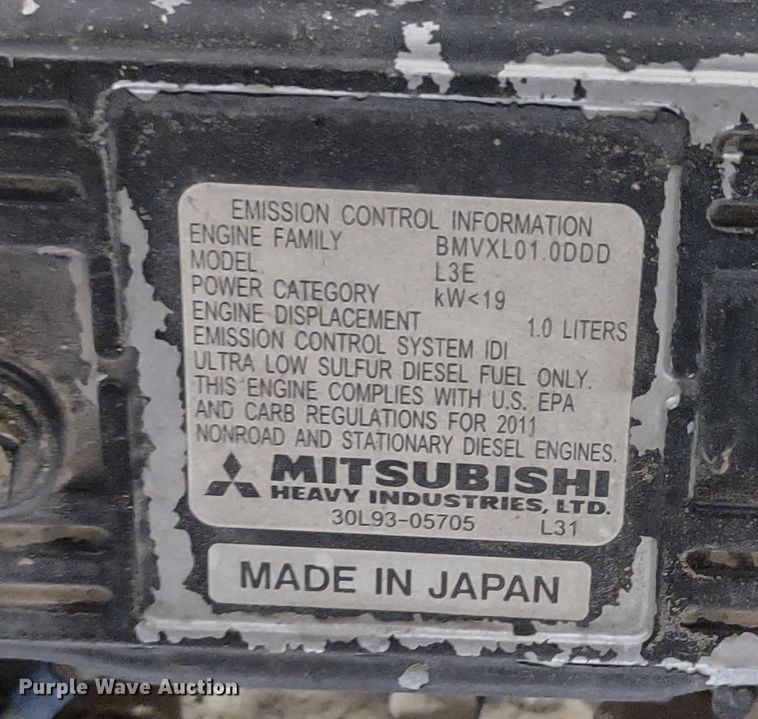 EMISSION CONTROL INFORMATION
ENGINE FAMILY BMVXL01.0DDD
MODEL L3E
POWER CATEGORY kW<19
ENGINE DISPLACEMENT 1.0 LITERS
EMISSION CONTROL SYSTEM IDI
ULTRA LOW SULFUR DIESEL FUEL ONLY.
THIS ENGINE COMPLIES WITH U.S. EPA
AND CARB REGULATIONS FOR 2011
NONROAD AND STATIONARY DIESEL ENGINES.
MITSUBISHI
HEAVY INDUSTRIES, LTD.
30L93-05705 L31
MADE IN JAPAN
Purple Wave Auction